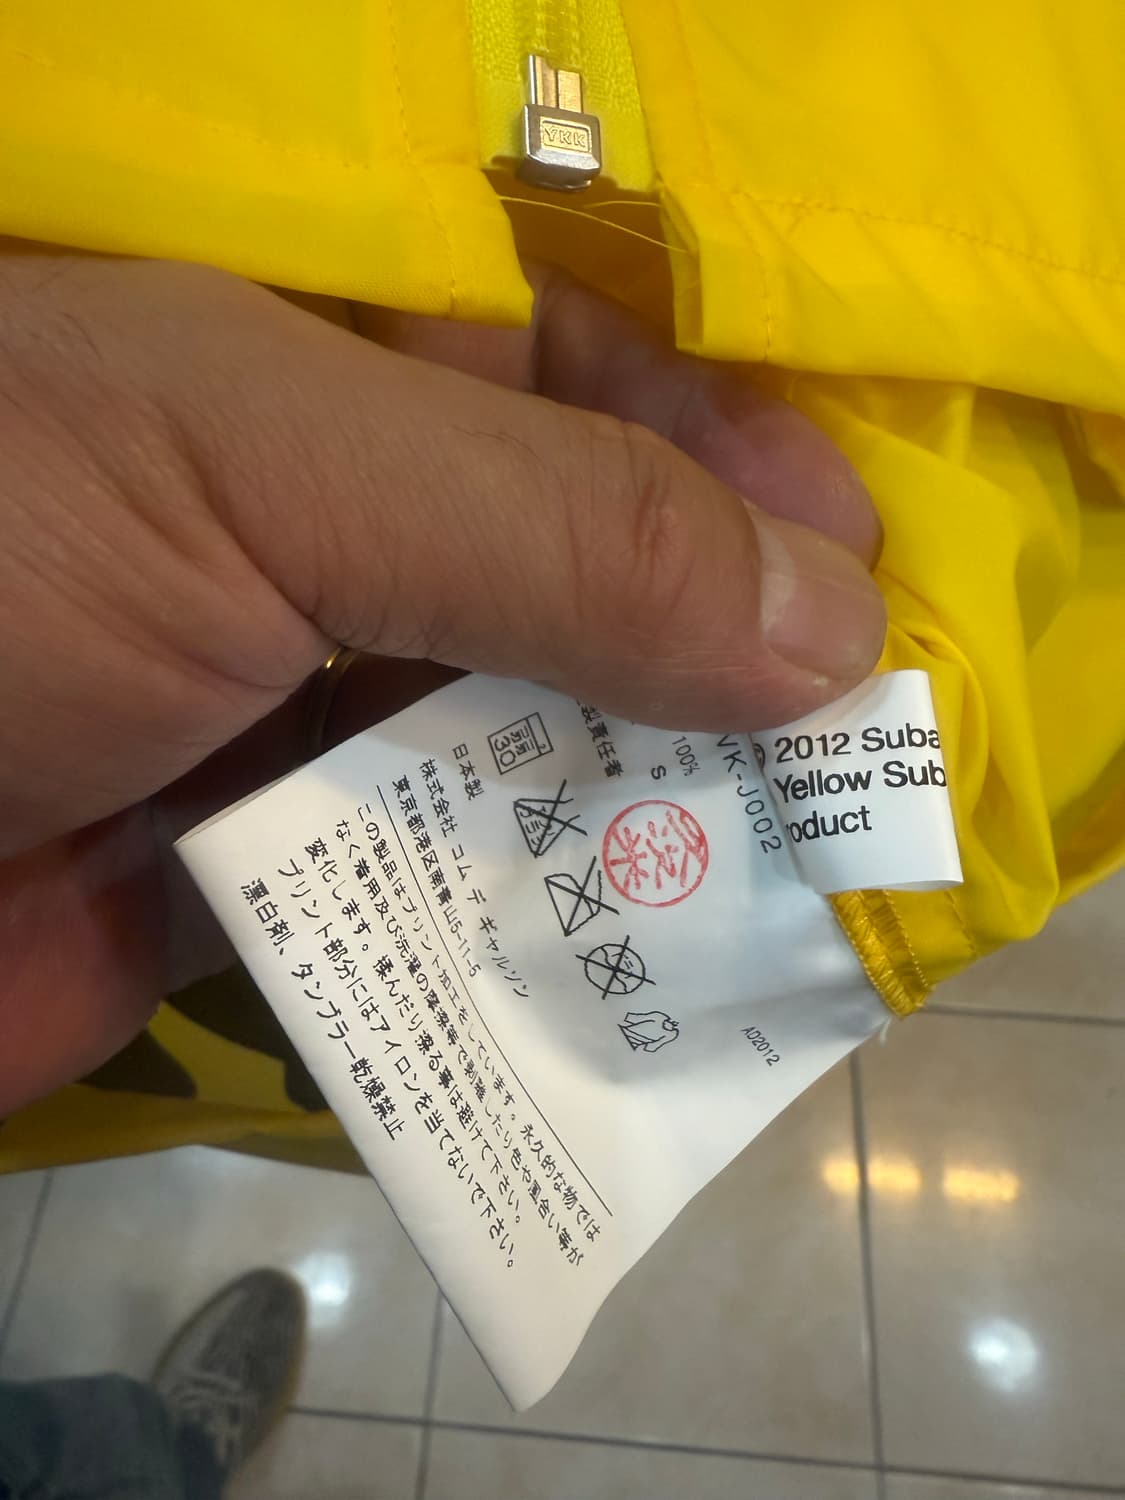 YKK
© 2012 Suba
Yellow Sub
roduct
VK-J002
100%
S
製責任者
AD2012
30
日本製
株式会社 コム デ ギャルソン
東京都港区南青山5-11-5
この製品はプリント加工をしています。永久的な物では
なく着用及び洗濯の摩擦等で剥離したり色や風合い等が
変化します。揉んだり擦る事は避けて下さい。
プリント部分にはアイロンを当てないで下さい。
漂白剤、タンブラー乾燥禁止